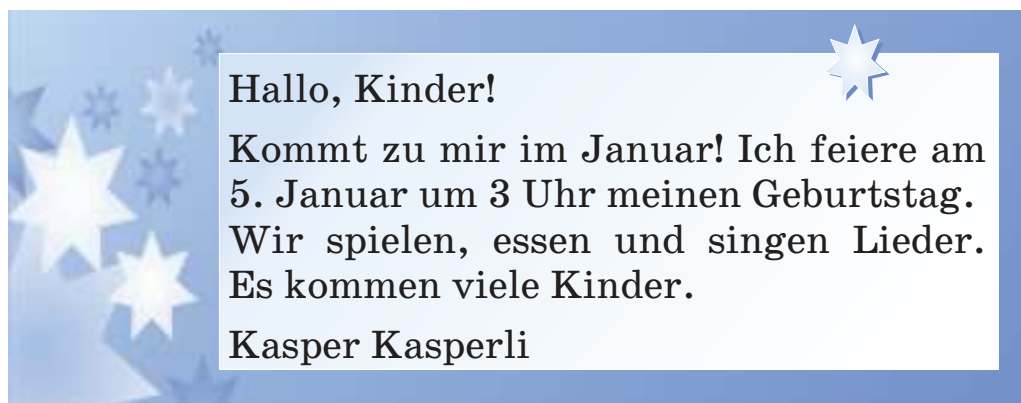 Hallo, Kinder!
Kommt zu mir im Januar! Ich feiere am
5. Januar um 3 Uhr meinen Geburtstag.
Wir spielen, essen und singen Lieder.
Es kommen viele Kinder.
Kasper Kasperli